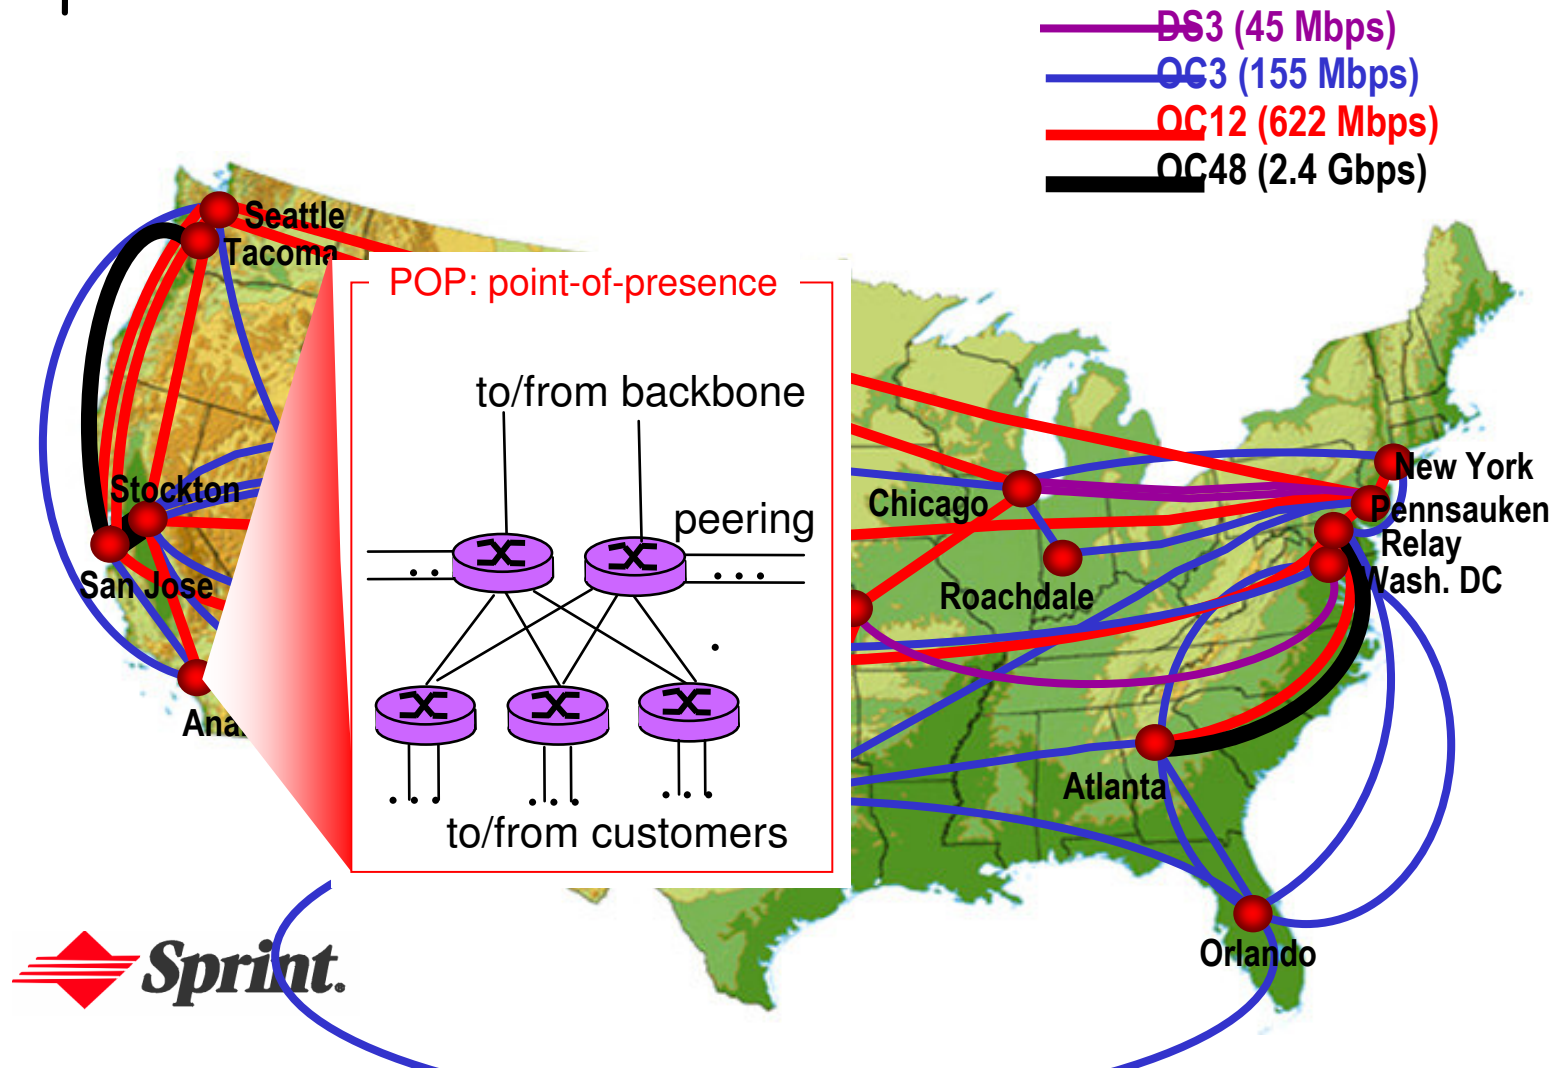 DS3 (45 Mbps)
OC3 (155 Mbps)
OC12 (622 Mbps)
OC48 (2.4 Gbps)
Seattle
Tacoma
POP: point-of-presence
to/from backbone
peering
Stockton
San Jose
Ana
Chicago
New York
Pennsauken
Relay
Wash. DC
Roachdale
Atlanta
to/from customers
Orlando
Sprint.